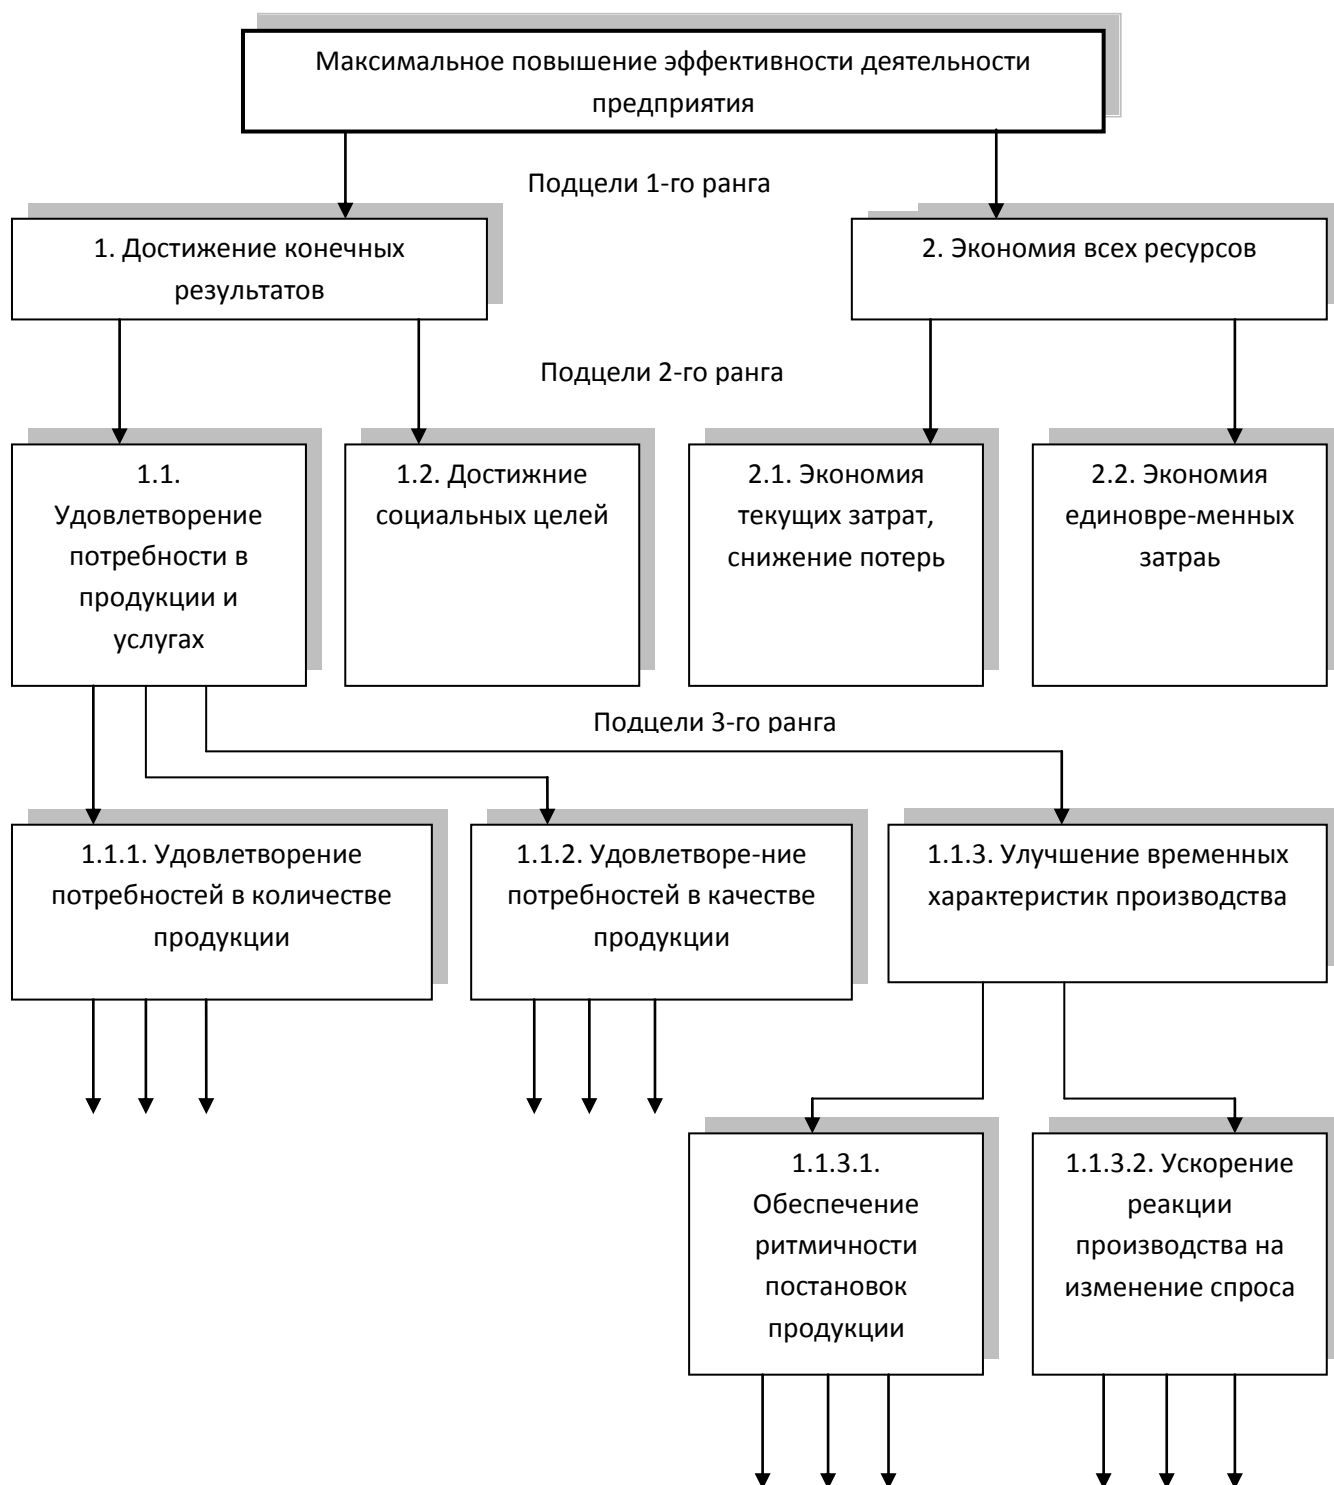 Максимальное повышение эффективности деятельности
предприятия
Подцели 1-го ранга
1. Достижение конечных
результатов
2. Экономия всех ресурсов
Подцели 2-го ранга
1.1.
Удовлетворение
потребности в
продукции и
услугах
1.2. Достижние
социальных целей
2.1. Экономия
текущих затрат,
снижение потерь
2.2. Экономия
единовре-менных
затраь
Подцели 3-го ранга
1.1.1. Удовлетворение
потребностей в количестве
продукции
1.1.2. Удовлетворе-ние
потребностей в качестве
продукции
1.1.3. Улучшение временных
характеристик производства
1.1.3.1.
Обеспечение
ритмичности
постановок
продукции
1.1.3.2. Ускорение
реакции
производства на
изменение спроса